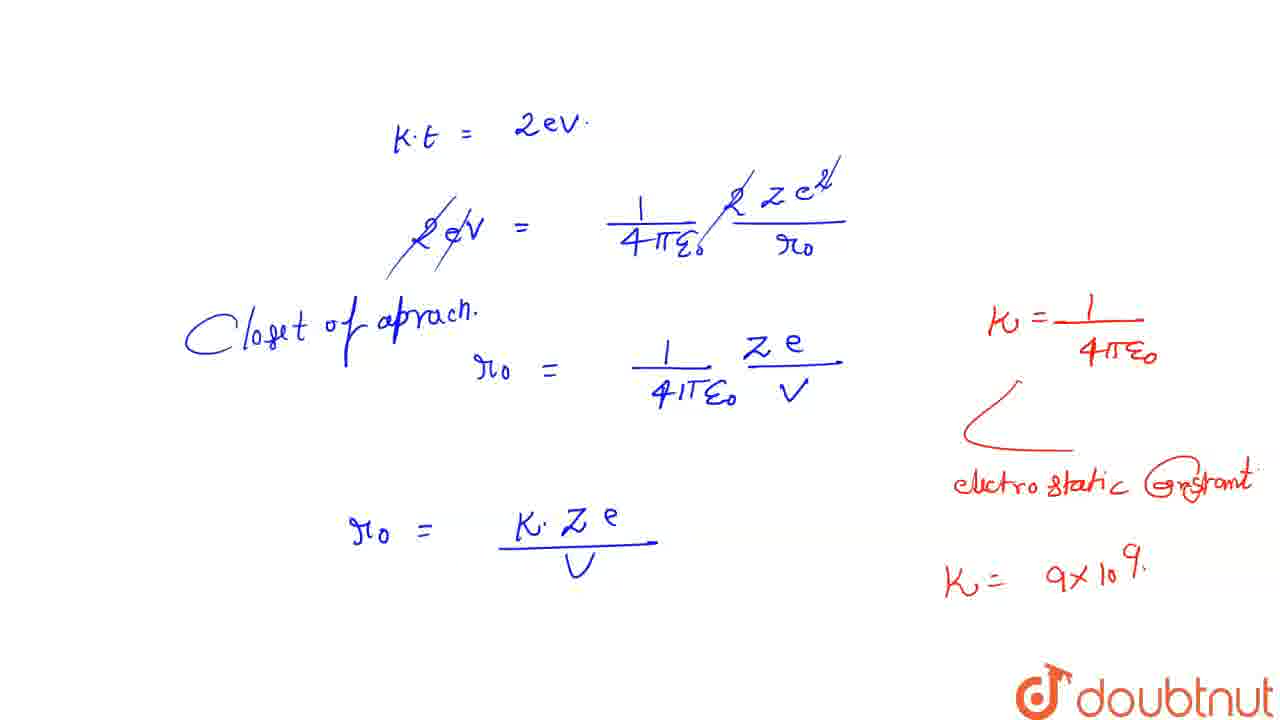 K.t = 2eV.
2eV = 1/4πε₀ 2Ze²/r₀
Closet of aprach.
r₀ = 1/4πε₀ Ze/V
r₀ = K.Ze/V
K = 1/4πε₀
electrostatic Constant
K = 9×10⁹.
doubtnut